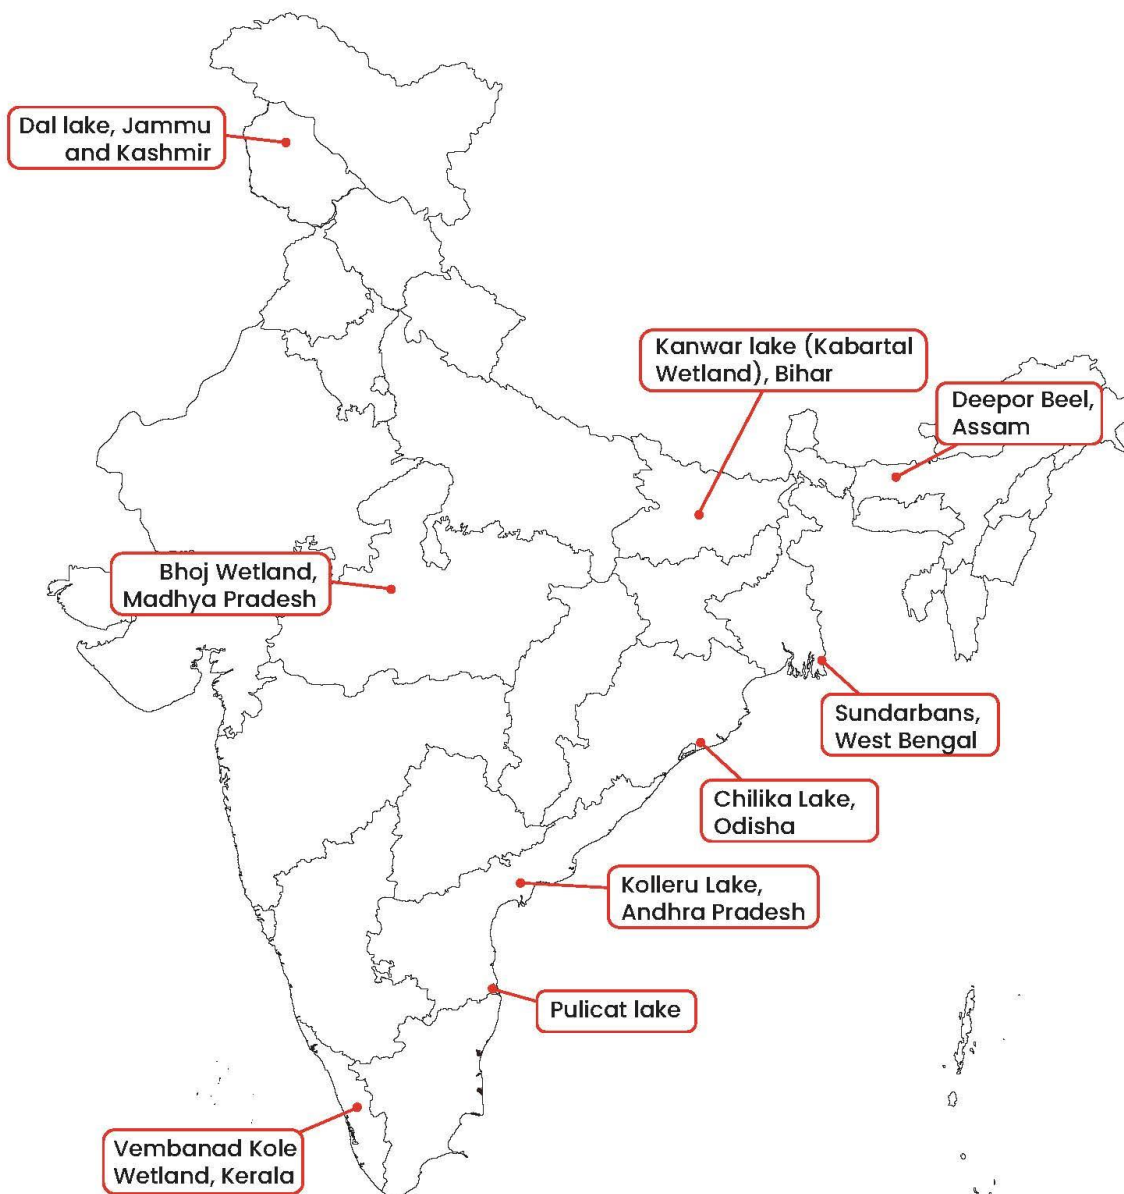 Dal lake, Jammu
and Kashmir
Kanwar lake (Kabartal
Wetland), Bihar
Deepor Beel,
Assam
Bhoj Wetland,
Madhya Pradesh
Sundarbans,
West Bengal
Chilika Lake,
Odisha
Kolleru Lake,
Andhra Pradesh
Pulicat lake
Vembanad Kole
Wetland, Kerala